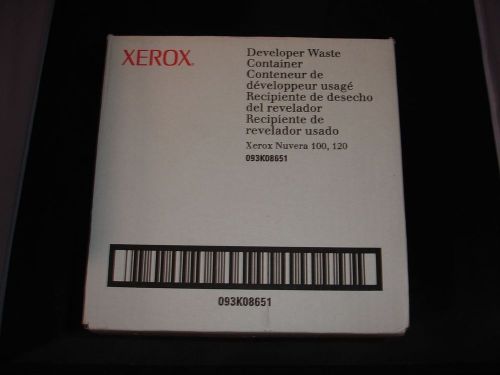 XEROX®
Developer Waste
Container
Conteneur de
développeur usagé
Recipiente de desecho
del revelador
Recipiente de
revelador usado
Xerox Nuvera 100, 120
093K08651
093K08651